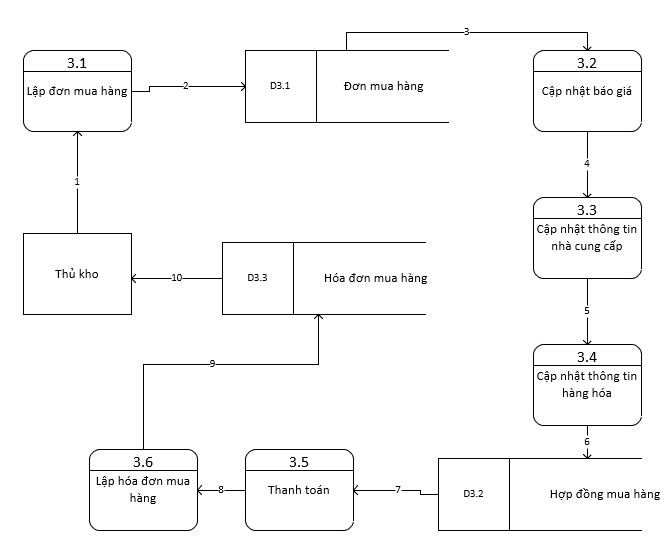 3
3.1
Lập đơn mua hàng
2
D3.1
Đơn mua hàng
3.2
Cập nhật báo giá
4
1
3.3
Cập nhật thông tin
nhà cung cấp
Thủ kho
10
D3.3
Hóa đơn mua hàng
5
9
3.4
Cập nhật thông tin
hàng hóa
6
3.6
Lập hóa đơn mua
hàng
8
3.5
Thanh toán
7
D3.2
Hợp đồng mua hàng